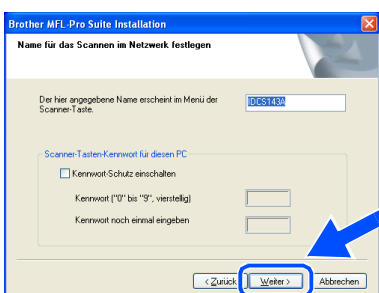 Brother MFL-Pro Suite Installation
Name für das Scannen im Netzwerk festlegen
Der hier angegebene Name erscheint im Menü der
Scanner-Taste.
IDCS143A
Scanner-Tasten-Kennwort für diesen PC
Kennwort-Schutz einschalten
Kennwort ("0" bis "9", vierstellig)
Kennwort noch einmal eingeben
< Zurück
Weiter >
Abbrechen